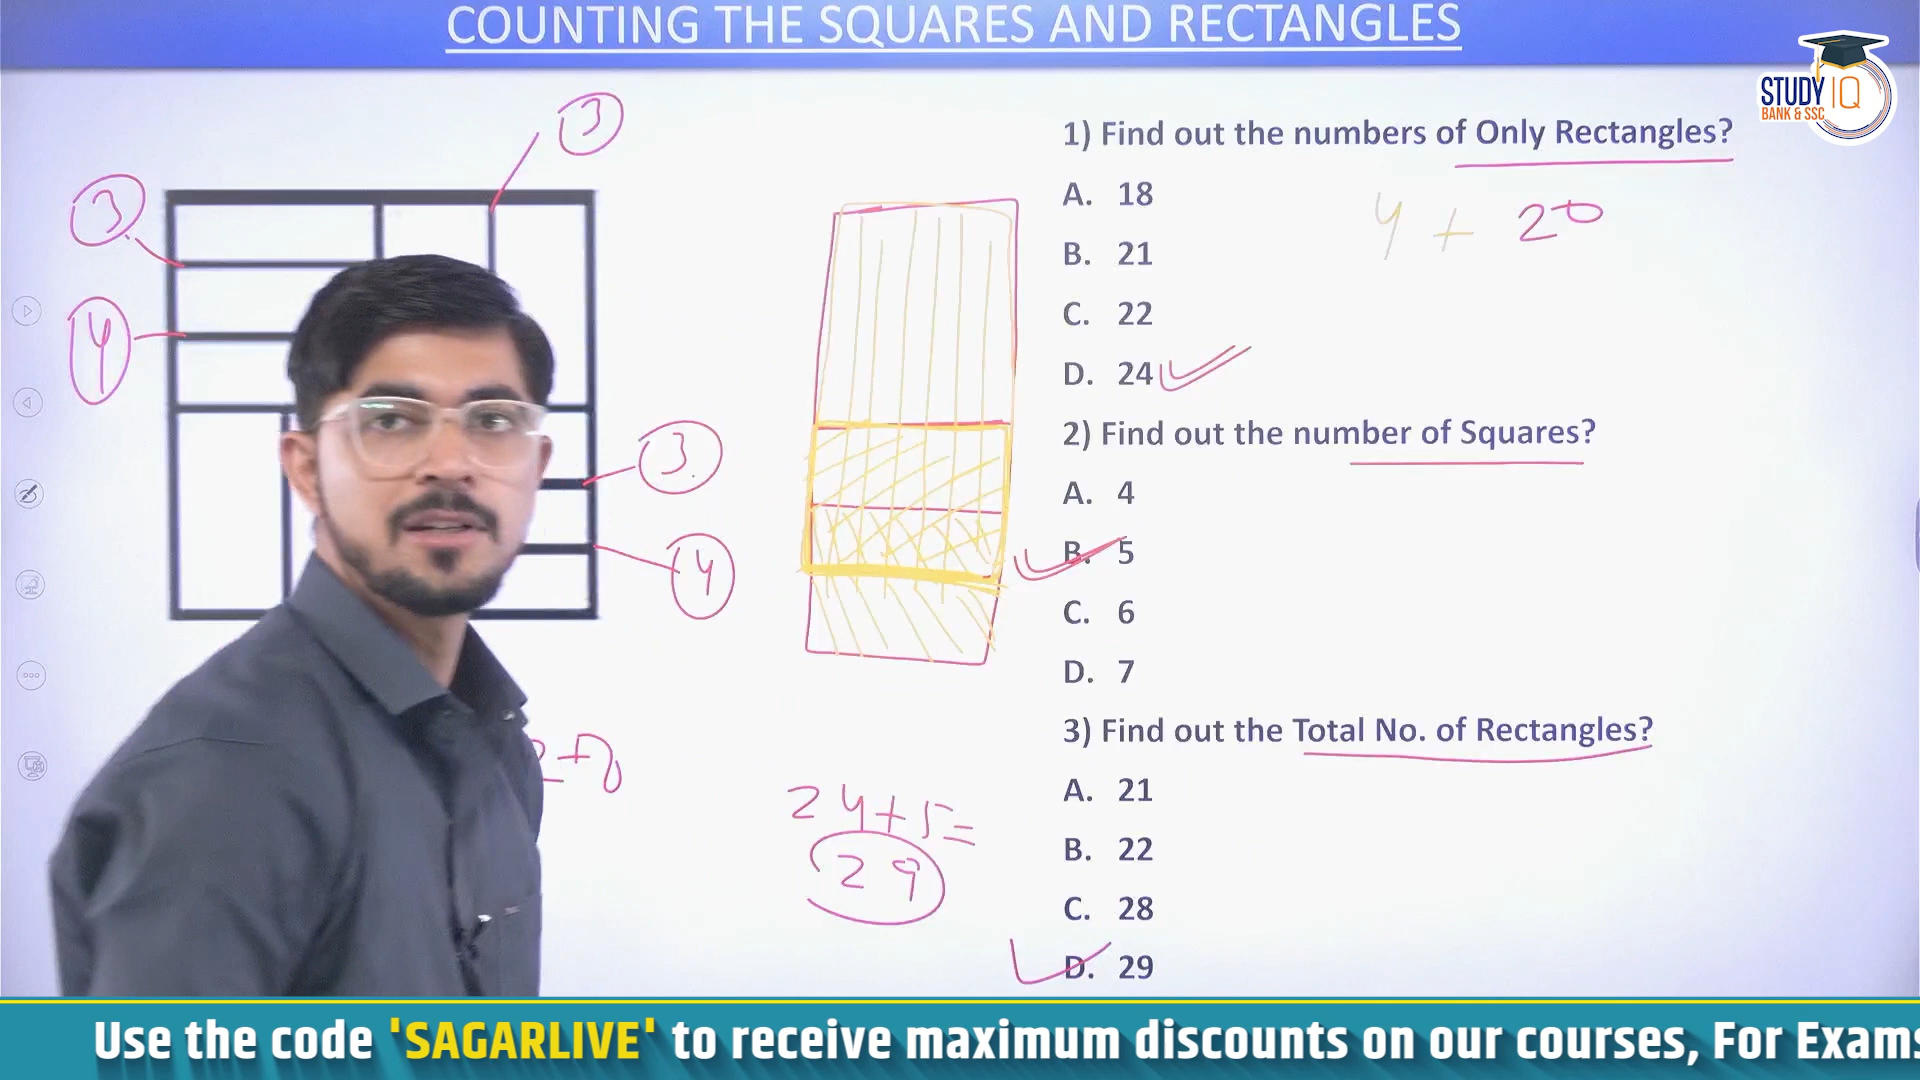 COUNTING THE SQUARES AND RECTANGLES
STUDY IQ
BANK & SSC
3
3
4
3
4
1) Find out the numbers of Only Rectangles?
4 + 20
A. 18
B. 21
C. 22
D. 24
2) Find out the number of Squares?
A. 4
B. 5
C. 6
D. 7
3) Find out the Total No. of Rectangles?
A. 21
B. 22
C. 28
D. 29
24+5=
29
Use the code 'SAGARLIVE' to receive maximum discounts on our courses, For Exams